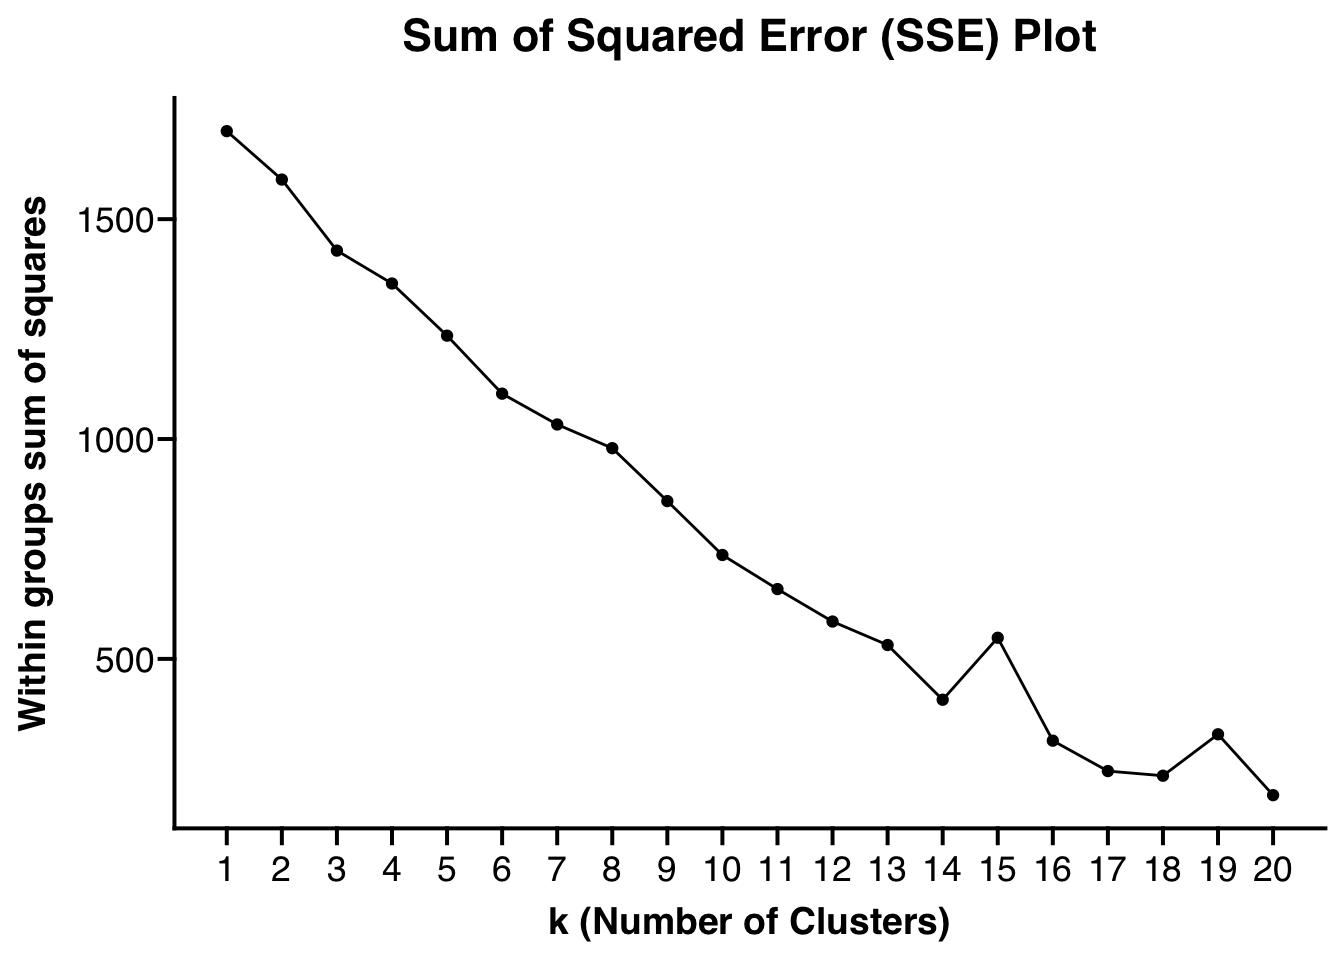 Sum of Squared Error (SSE) Plot
Within groups sum of squares
1500
1000
500
1 2 3 4 5 6 7 8 9 10 11 12 13 14 15 16 17 18 19 20
k (Number of Clusters)